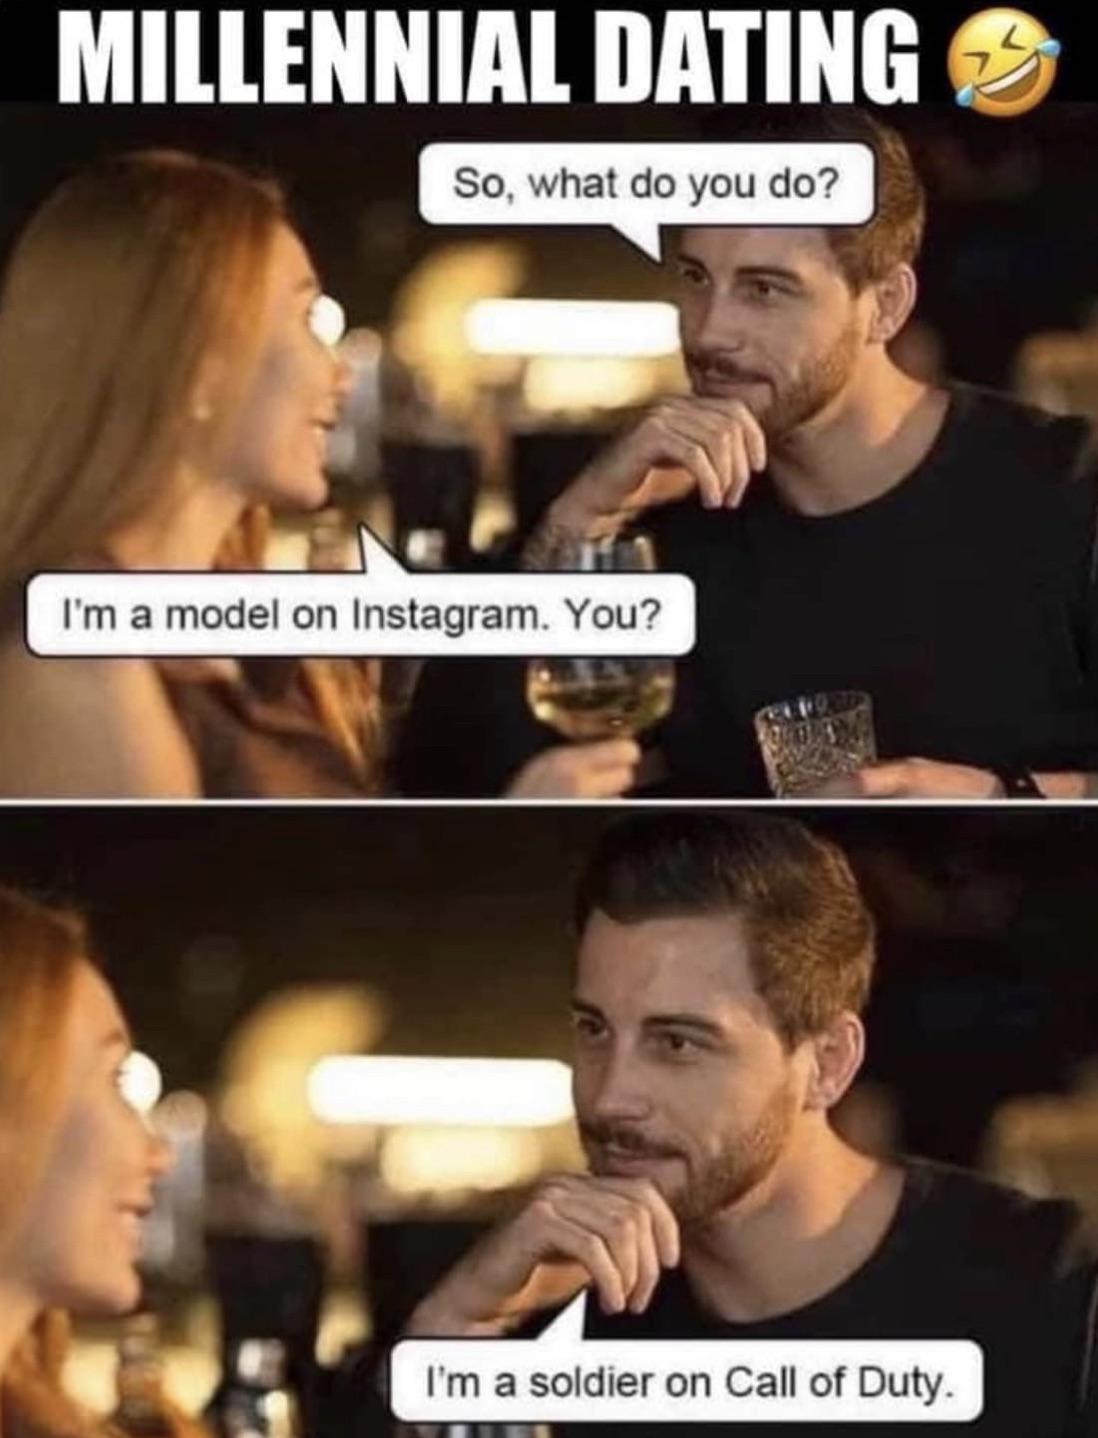 MILLENNIAL DATING 🤣
So, what do you do?
I'm a model on Instagram. You?
I'm a soldier on Call of Duty.